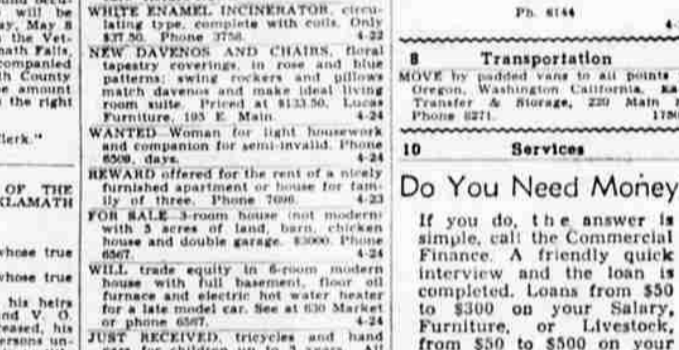 will be
ay, May 8
the Vet-
math Falls,
companied
th County
e amount
the right
lerk."
OF THE
KLAMATH
whose true
whose true
his heirs
nd V. O.
ceased, his
ersons un-
WHITE ENAMEL INCINERATOR, circu-
lating type, complete with coils. Only
$37.50. Phone 3758. 4-22
NEW DAVENOS AND CHAIRS, floral
tapestry coverings, in rose and blue
patterns; swing rockers and pillows
match davenos and make ideal living
room suite. Priced at $133.50. Lucas
Furniture, 195 E. Main. 4-24
WANTED Woman for light housework
and companion for semi-invalid. Phone
6509, days. 4-24
REWARD offered for the rent of a nicely
furnished apartment or house for fam-
ily of three. Phone 7696. 4-23
FOR SALE 3-room house (not modern)
with 5 acres of land, barn, chicken
house and double garage. $3000. Phone
6567. 4-24
WILL trade equity in 6-room modern
house with full basement, floor oil
furnace and electric hot water heater
for a late model car. See at 630 Market
or phone 6587. 4-24
JUST RECEIVED, tricycles and hand
Ph. 6144
8 Transportation
MOVE by padded vans to all points
Oregon, Washington California.
Transfer & Storage, 220 Main
Phone 8271.
10 Services
Do You Need Money
If you do, the answer is
simple, call the Commercial
Finance. A friendly quick
interview and the loan is
completed. Loans from $50
to $300 on your Salary,
Furniture, or Livestock,
from $50 to $500 on your